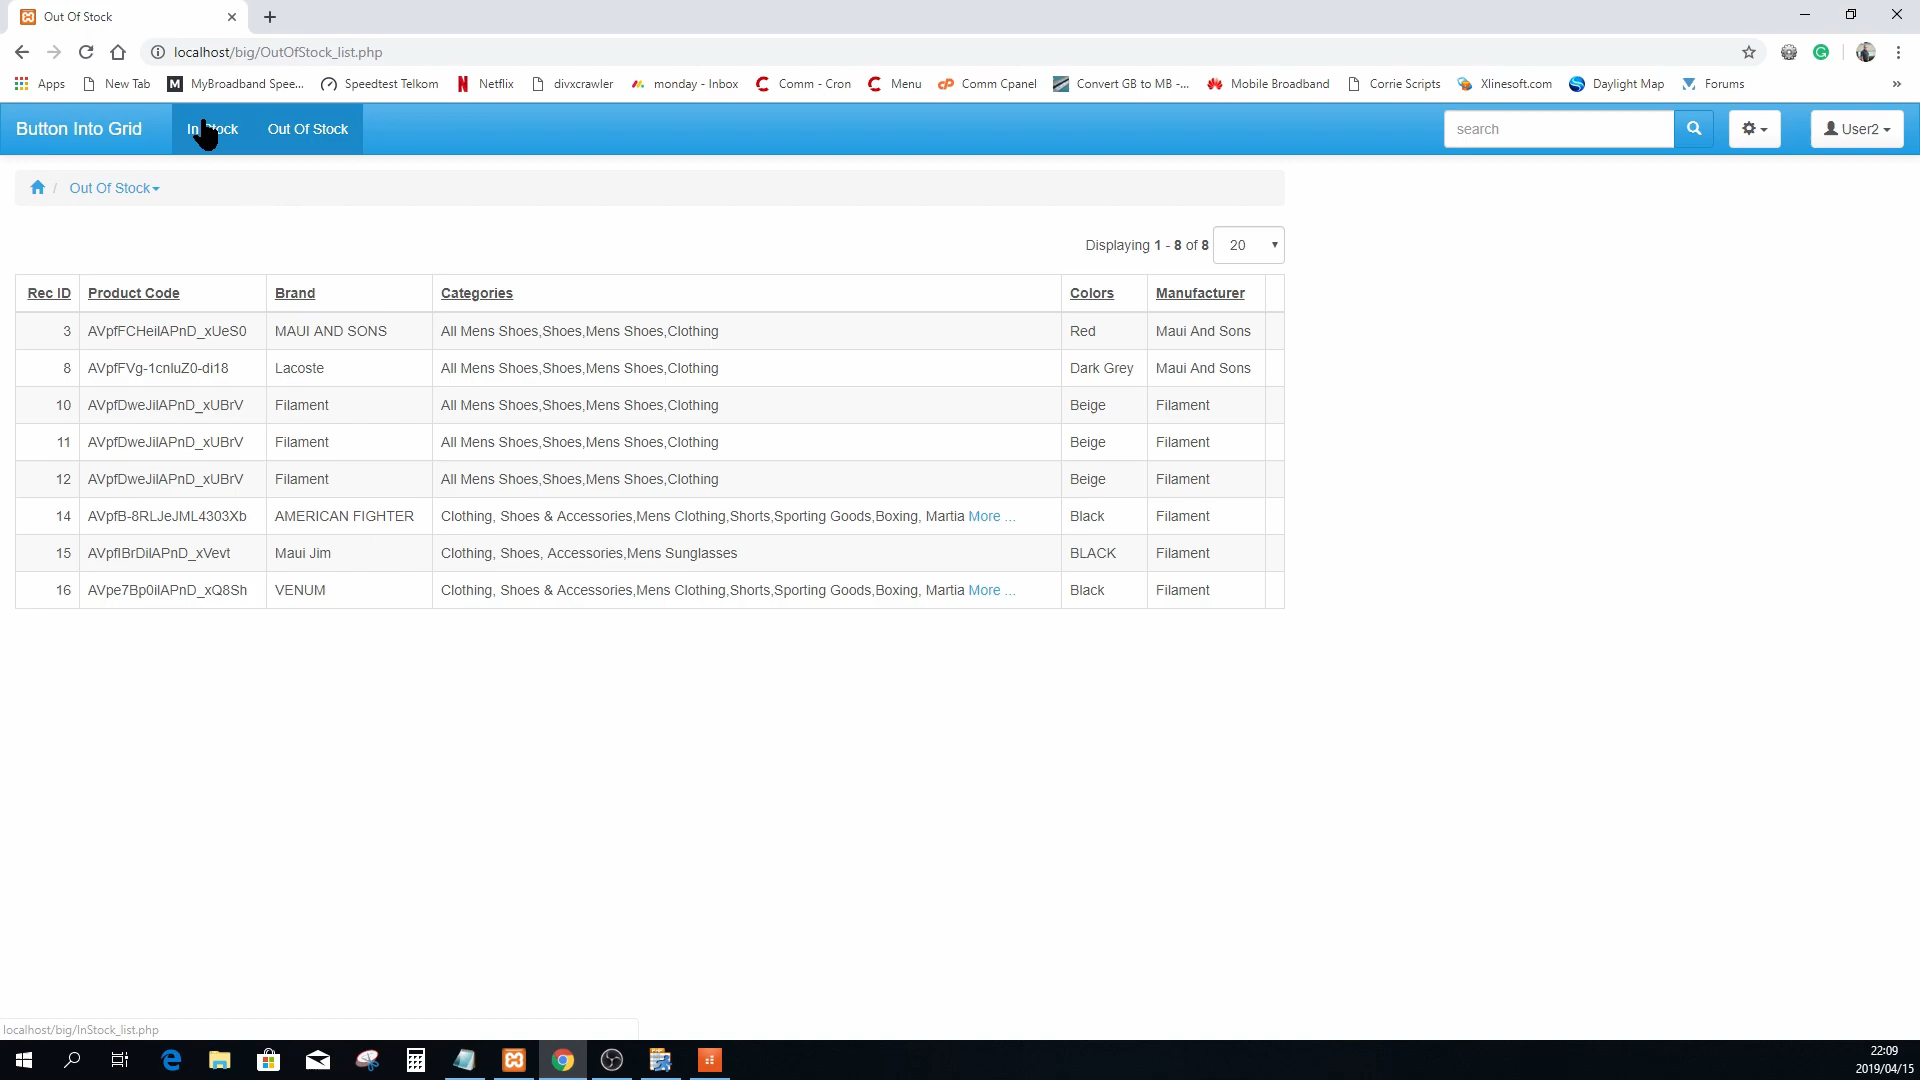 Out Of Stock
localhost/big/OutOfStock_list.php
Apps New Tab MyBroadband Spee... Speedtest Telkom Netflix divxcrawler monday - Inbox Comm - Cron Menu Comm Cpanel Convert GB to MB -... Mobile Broadband Corrie Scripts Xlinesoft.com Daylight Map Forums »
Button Into Grid In Stock Out Of Stock search User2
/ Out Of Stock
Displaying 1 - 8 of 8 20
Rec ID Product Code Brand Categories Colors Manufacturer
3 AVpfFCHeilAPnD_xUeS0 MAUI AND SONS All Mens Shoes,Shoes,Mens Shoes,Clothing Red Maui And Sons
8 AVpfFVg-1cnluZ0-di18 Lacoste All Mens Shoes,Shoes,Mens Shoes,Clothing Dark Grey Maui And Sons
10 AVpfDweJilAPnD_xUBrV Filament All Mens Shoes,Shoes,Mens Shoes,Clothing Beige Filament
11 AVpfDweJilAPnD_xUBrV Filament All Mens Shoes,Shoes,Mens Shoes,Clothing Beige Filament
12 AVpfDweJilAPnD_xUBrV Filament All Mens Shoes,Shoes,Mens Shoes,Clothing Beige Filament
14 AVpfB-8RLJeJML4303Xb AMERICAN FIGHTER Clothing, Shoes & Accessories,Mens Clothing,Shorts,Sporting Goods,Boxing, Martia More ... Black Filament
15 AVpfIBrDilAPnD_xVevt Maui Jim Clothing, Shoes, Accessories,Mens Sunglasses BLACK Filament
16 AVpe7Bp0ilAPnD_xQ8Sh VENUM Clothing, Shoes & Accessories,Mens Clothing,Shorts,Sporting Goods,Boxing, Martia More ... Black Filament
localhost/big/InStock_list.php
22:09
2019/04/15